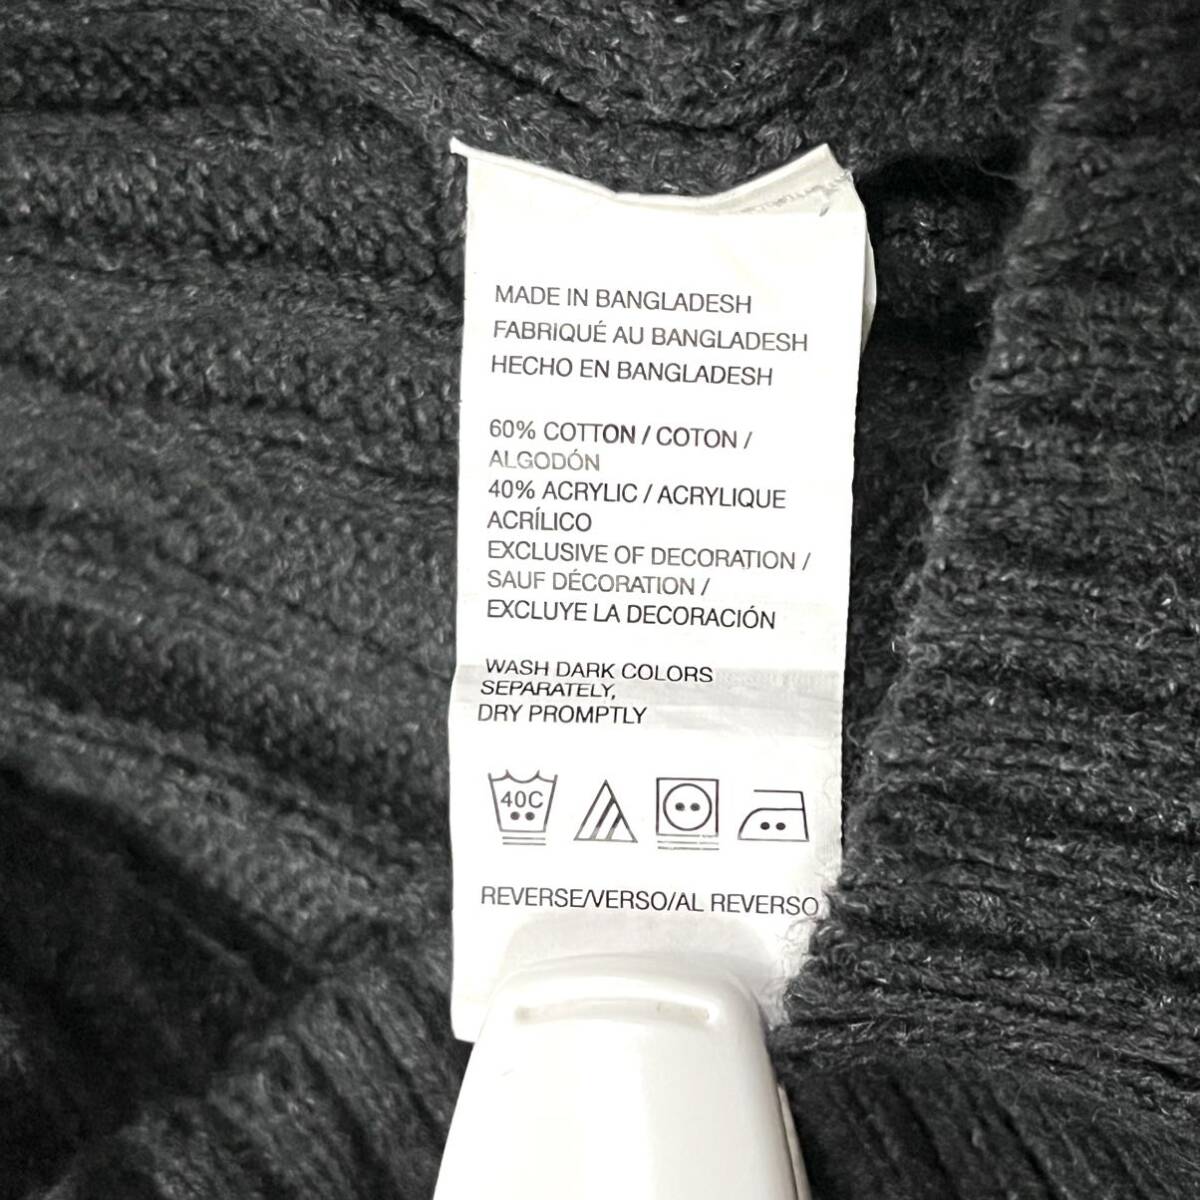 MADE IN BANGLADESH
FABRIQUÉ AU BANGLADESH
HECHO EN BANGLADESH
60% COTTON / COTON /
ALGODÓN
40% ACRYLIC / ACRYLIQUE
ACRÍLICO
EXCLUSIVE OF DECORATION /
SAUF DÉCORATION /
EXCLUYE LA DECORACIÓN
WASH DARK COLORS
SEPARATELY,
DRY PROMPTLY
40C
REVERSE/VERSO/AL REVERSO